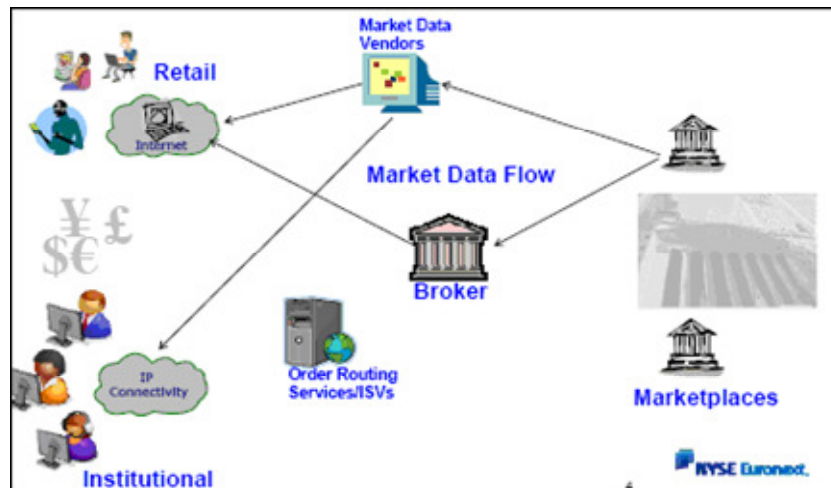 Market Data
Vendors
Retail
Internet
Market Data Flow
¥£
$€
Broker
IP
Connectivity
Order Routing
Services/ISVs
Marketplaces
Institutional
NYSE Euronext.